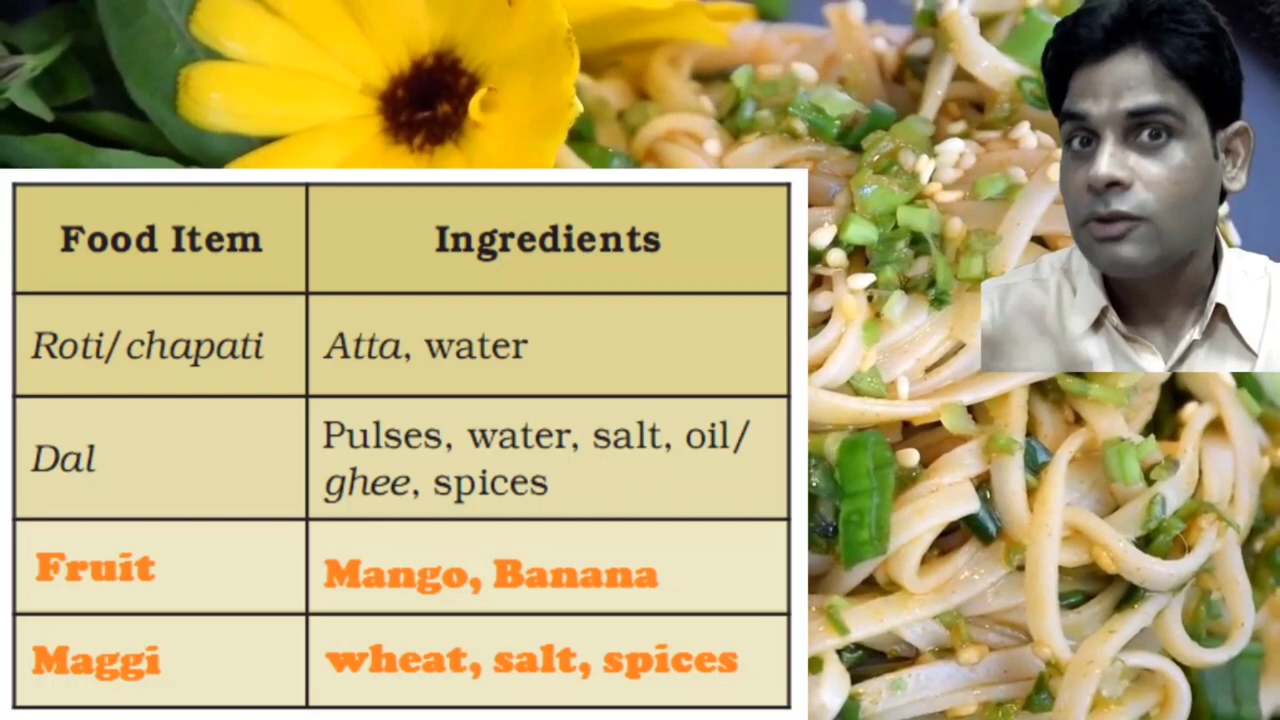 Food Item
Ingredients
Roti/chapati
Atta, water
Dal
Pulses, water, salt, oil/
ghee, spices
Fruit
Mango, Banana
Maggi
wheat, salt, spices